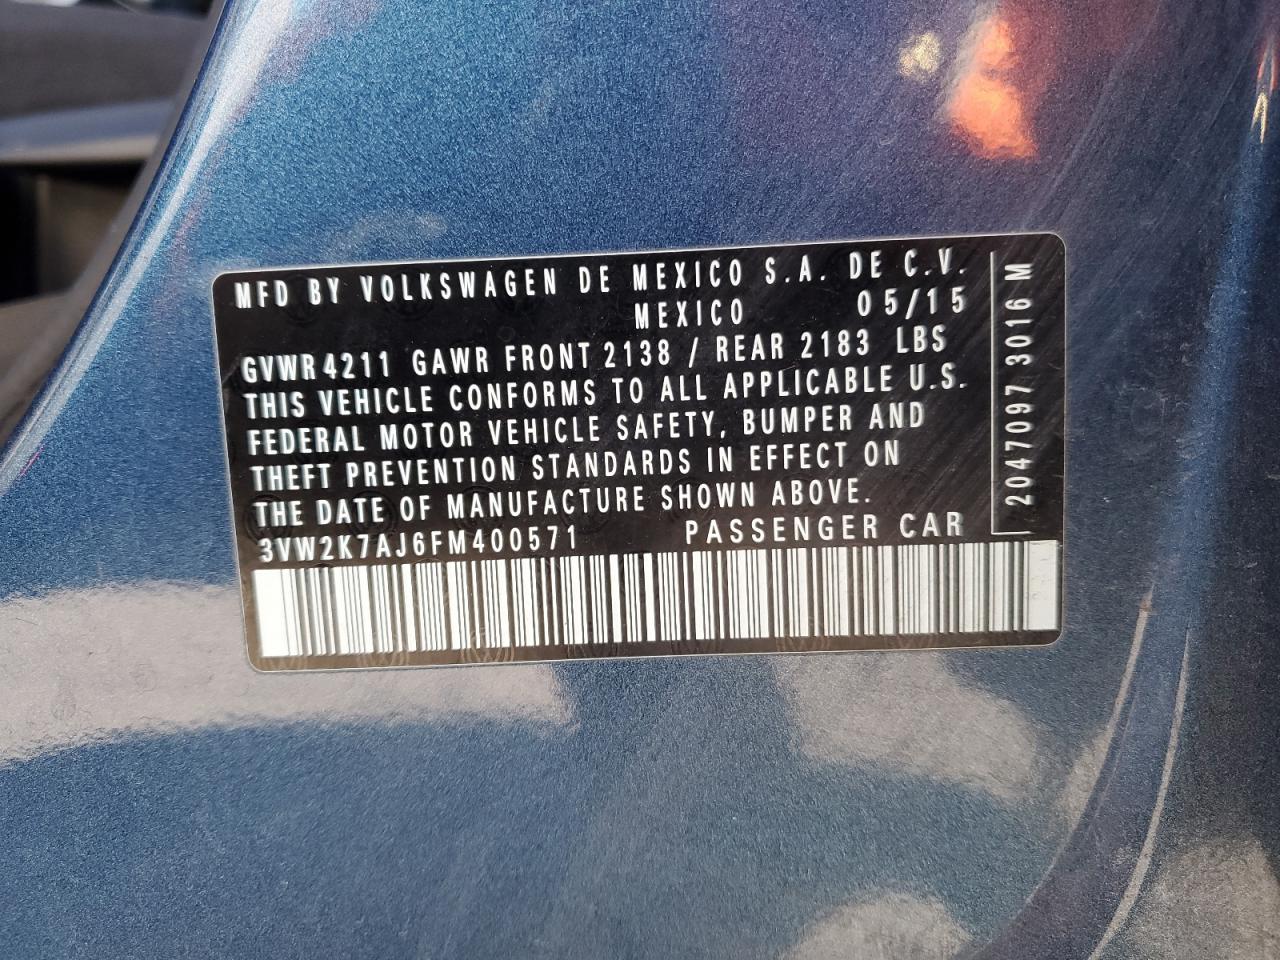 MFD BY VOLKSWAGEN DE MEXICO S.A. DE C.V.
MEXICO 05/15
GVWR 4211 GAWR FRONT 2138 / REAR 2183 LBS
THIS VEHICLE CONFORMS TO ALL APPLICABLE U.S.
FEDERAL MOTOR VEHICLE SAFETY, BUMPER AND
THEFT PREVENTION STANDARDS IN EFFECT ON
THE DATE OF MANUFACTURE SHOWN ABOVE.
3VW2K7AJ6FM400571 PASSENGER CAR
2047097 3016 M